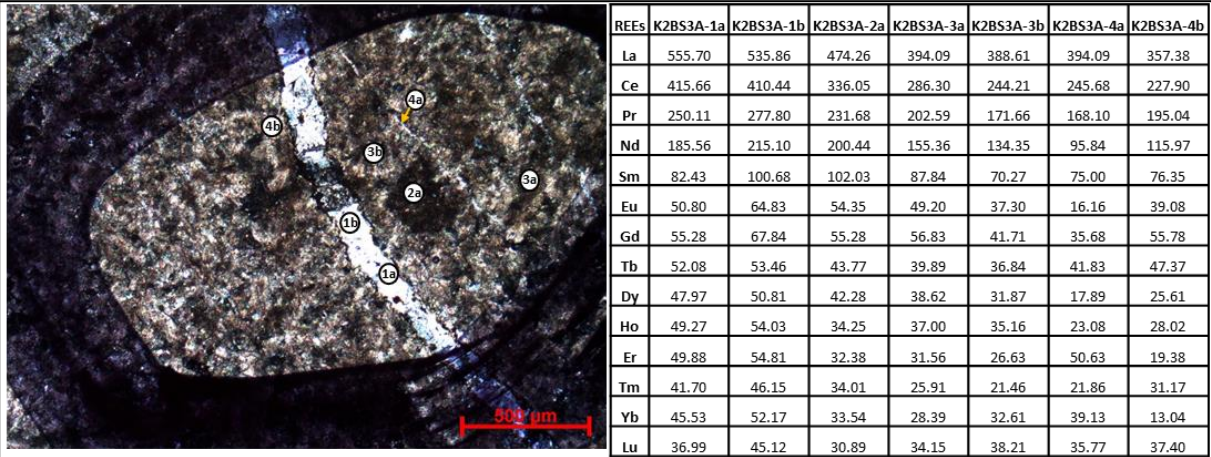 4a
4b
3b
3a
2a
1b
1a
500 µm
REEs K2BS3A-1a K2BS3A-1b K2BS3A-2a K2BS3A-3a K2BS3A-3b K2BS3A-4a K2BS3A-4b
La 555.70 535.86 474.26 394.09 388.61 394.09 357.38
Ce 415.66 410.44 336.05 286.30 244.21 245.68 227.90
Pr 250.11 277.80 231.68 202.59 171.66 168.10 195.04
Nd 185.56 215.10 200.44 155.36 134.35 95.84 115.97
Sm 82.43 100.68 102.03 87.84 70.27 75.00 76.35
Eu 50.80 64.83 54.35 49.20 37.30 16.16 39.08
Gd 55.28 67.84 55.28 56.83 41.71 35.68 55.78
Tb 52.08 53.46 43.77 39.89 36.84 41.83 47.37
Dy 47.97 50.81 42.28 38.62 31.87 17.89 25.61
Ho 49.27 54.03 34.25 37.00 35.16 23.08 28.02
Er 49.88 54.81 32.38 31.56 26.63 50.63 19.38
Tm 41.70 46.15 34.01 25.91 21.46 21.86 31.17
Yb 45.53 52.17 33.54 28.39 32.61 39.13 13.04
Lu 36.99 45.12 30.89 34.15 38.21 35.77 37.40